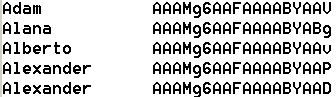 Adam AAAMg6AAFAAAABYAAU
Alana AAAMg6AAFAAAABYABg
Alberto AAAMg6AAFAAAABYAAv
Alexander AAAMg6AAFAAAABYAAP
Alexander AAAMg6AAFAAAABYAAD